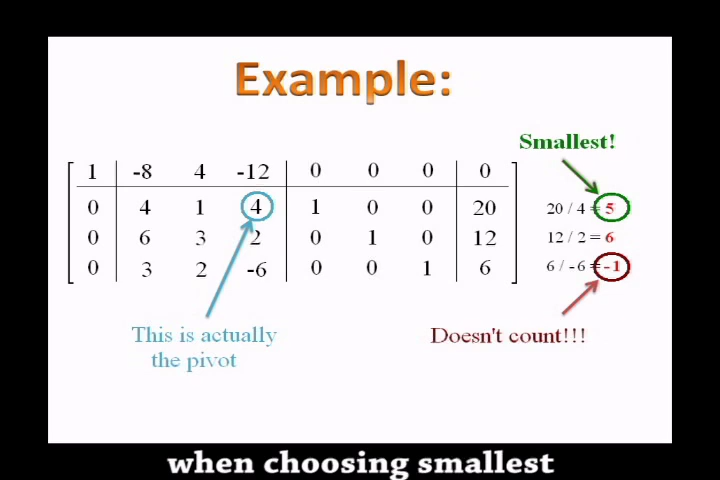 Example:
Smallest!
1 -8 4 -12 0 0 0 0
0 4 1 4 1 0 0 20 20 / 4 = 5
0 6 3 2 0 1 0 12 12 / 2 = 6
0 3 2 -6 0 0 1 6 6 / -6 = -1
This is actually
the pivot
Doesn't count!!!
when choosing smallest